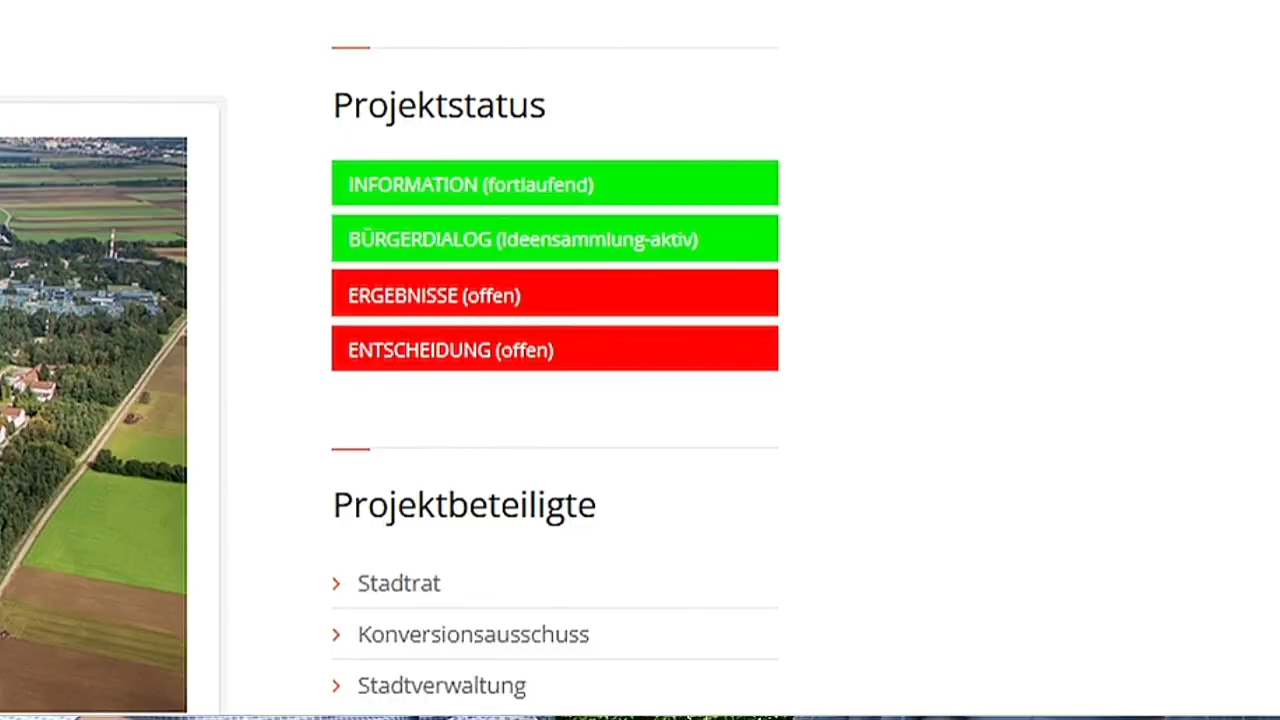 Projektstatus
INFORMATION (fortlaufend)
BÜRGERDIALOG (Ideensammlung-aktiv)
ERGEBNISSE (offen)
ENTSCHEIDUNG (offen)
Projektbeteiligte
Stadtrat
Konversionsausschuss
Stadtverwaltung